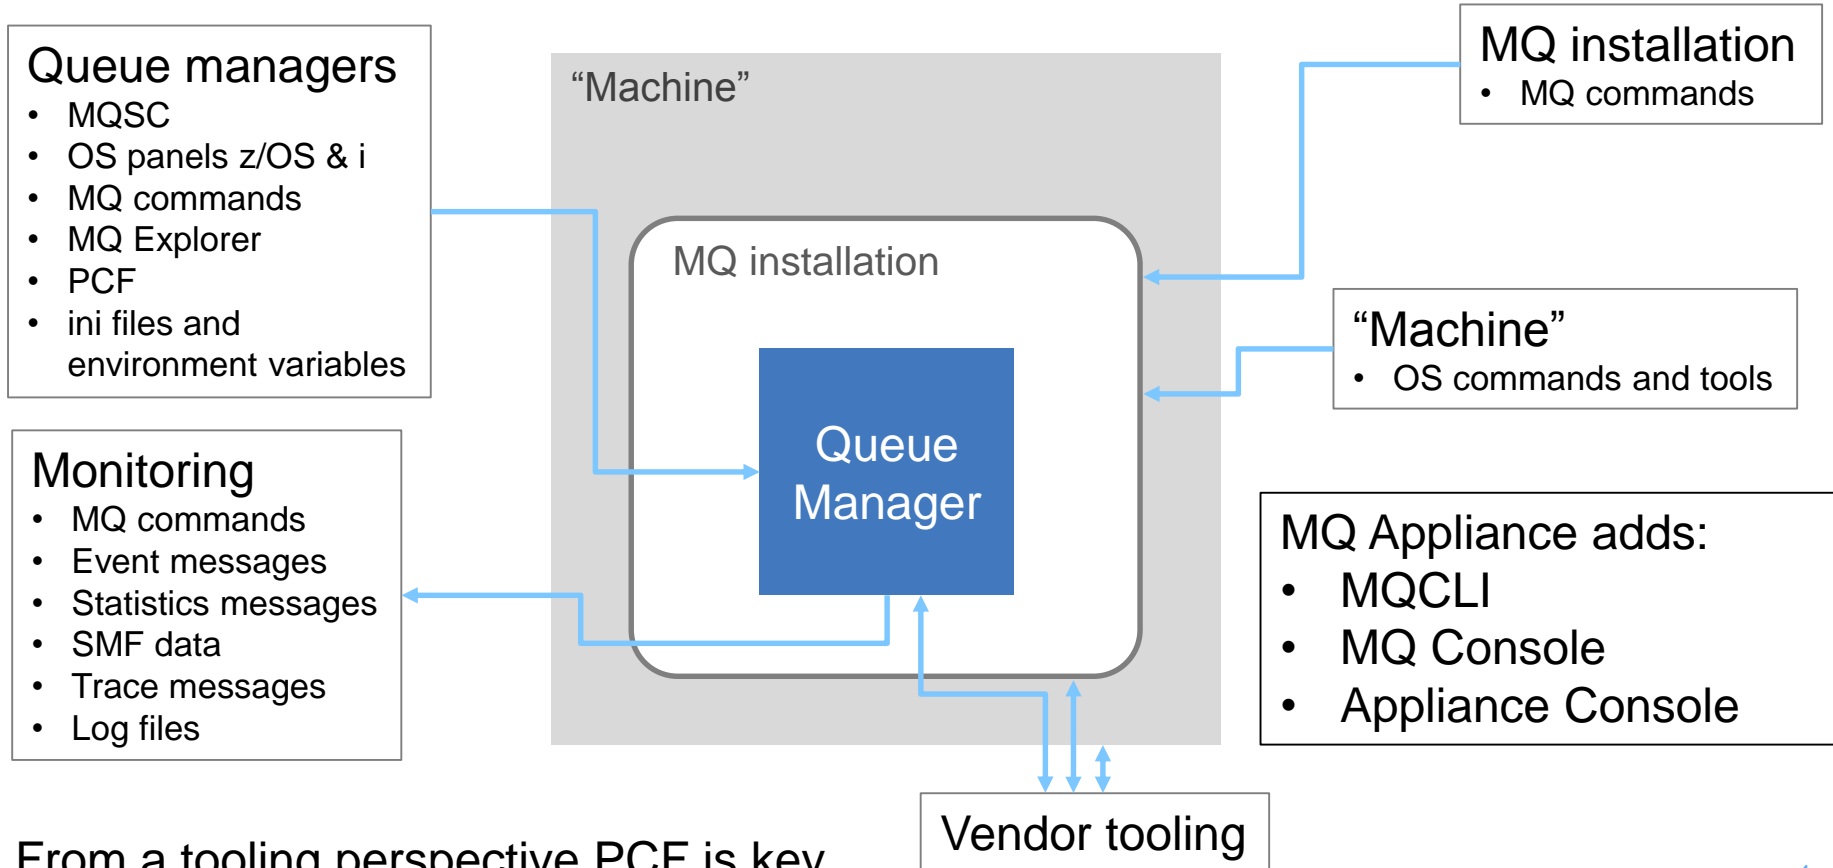 Queue managers
• MQSC
• OS panels z/OS & i
• MQ commands
• MQ Explorer
• PCF
• ini files and
environment variables
Monitoring
• MQ commands
• Event messages
• Statistics messages
• SMF data
• Trace messages
• Log files
“Machine”
MQ installation
Queue
Manager
MQ installation
• MQ commands
“Machine”
• OS commands and tools
MQ Appliance adds:
• MQCLI
• MQ Console
• Appliance Console
Vendor tooling
From a tooling perspective PCF is key